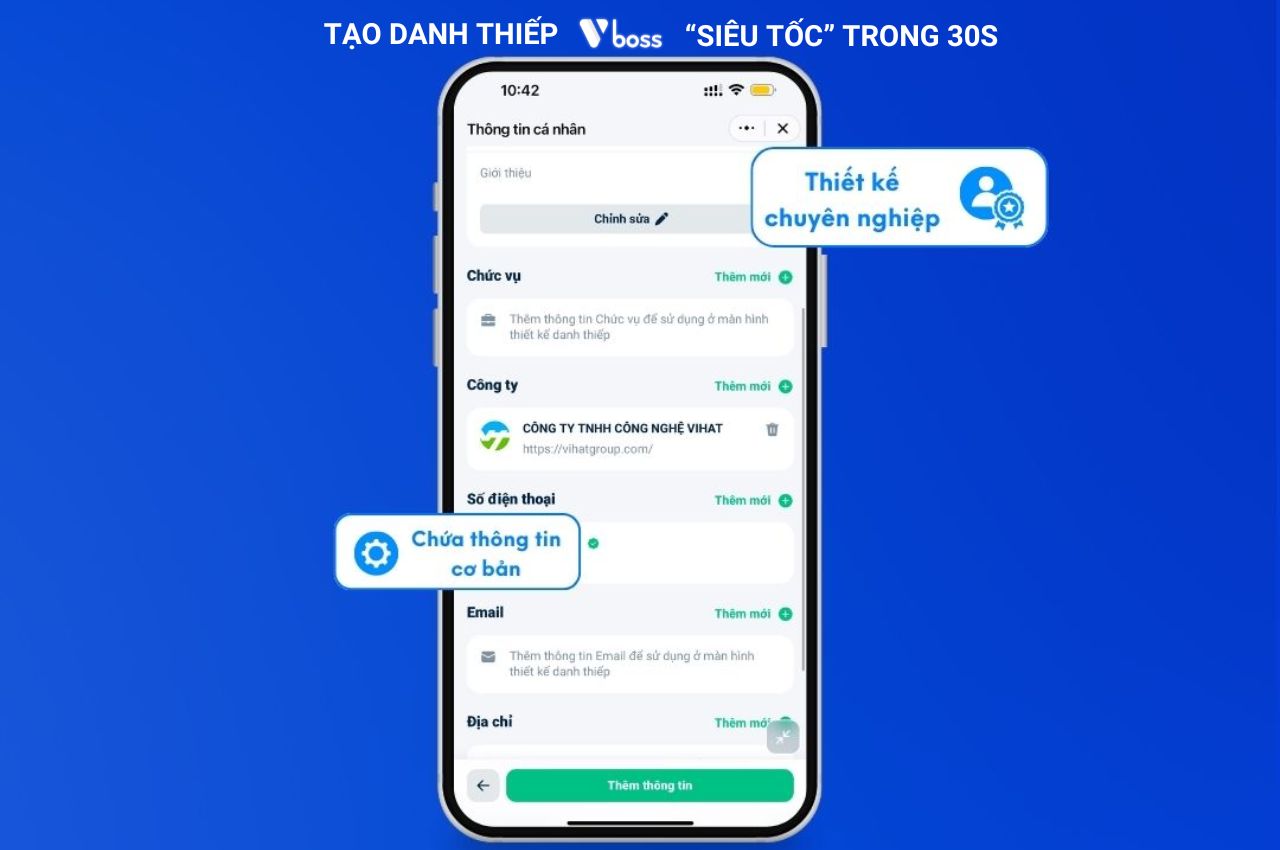 TẠO DANH THIẾP Vboss “SIÊU TỐC” TRONG 30S
10:42
Thông tin cá nhân
Giới thiệu
Chỉnh sửa
Thiết kế
chuyên nghiệp
Chức vụ Thêm mới
Thêm thông tin Chức vụ để sử dụng ở màn hình
thiết kế danh thiếp
Công ty Thêm mới
CÔNG TY TNHH CÔNG NGHỆ VIHAT
https://vihatgroup.com/
Số điện thoại Thêm mới
Chứa thông tin
cơ bản
Email Thêm mới
Thêm thông tin Email để sử dụng ở màn hình
thiết kế danh thiếp
Địa chỉ Thêm mới
Thêm thông tin